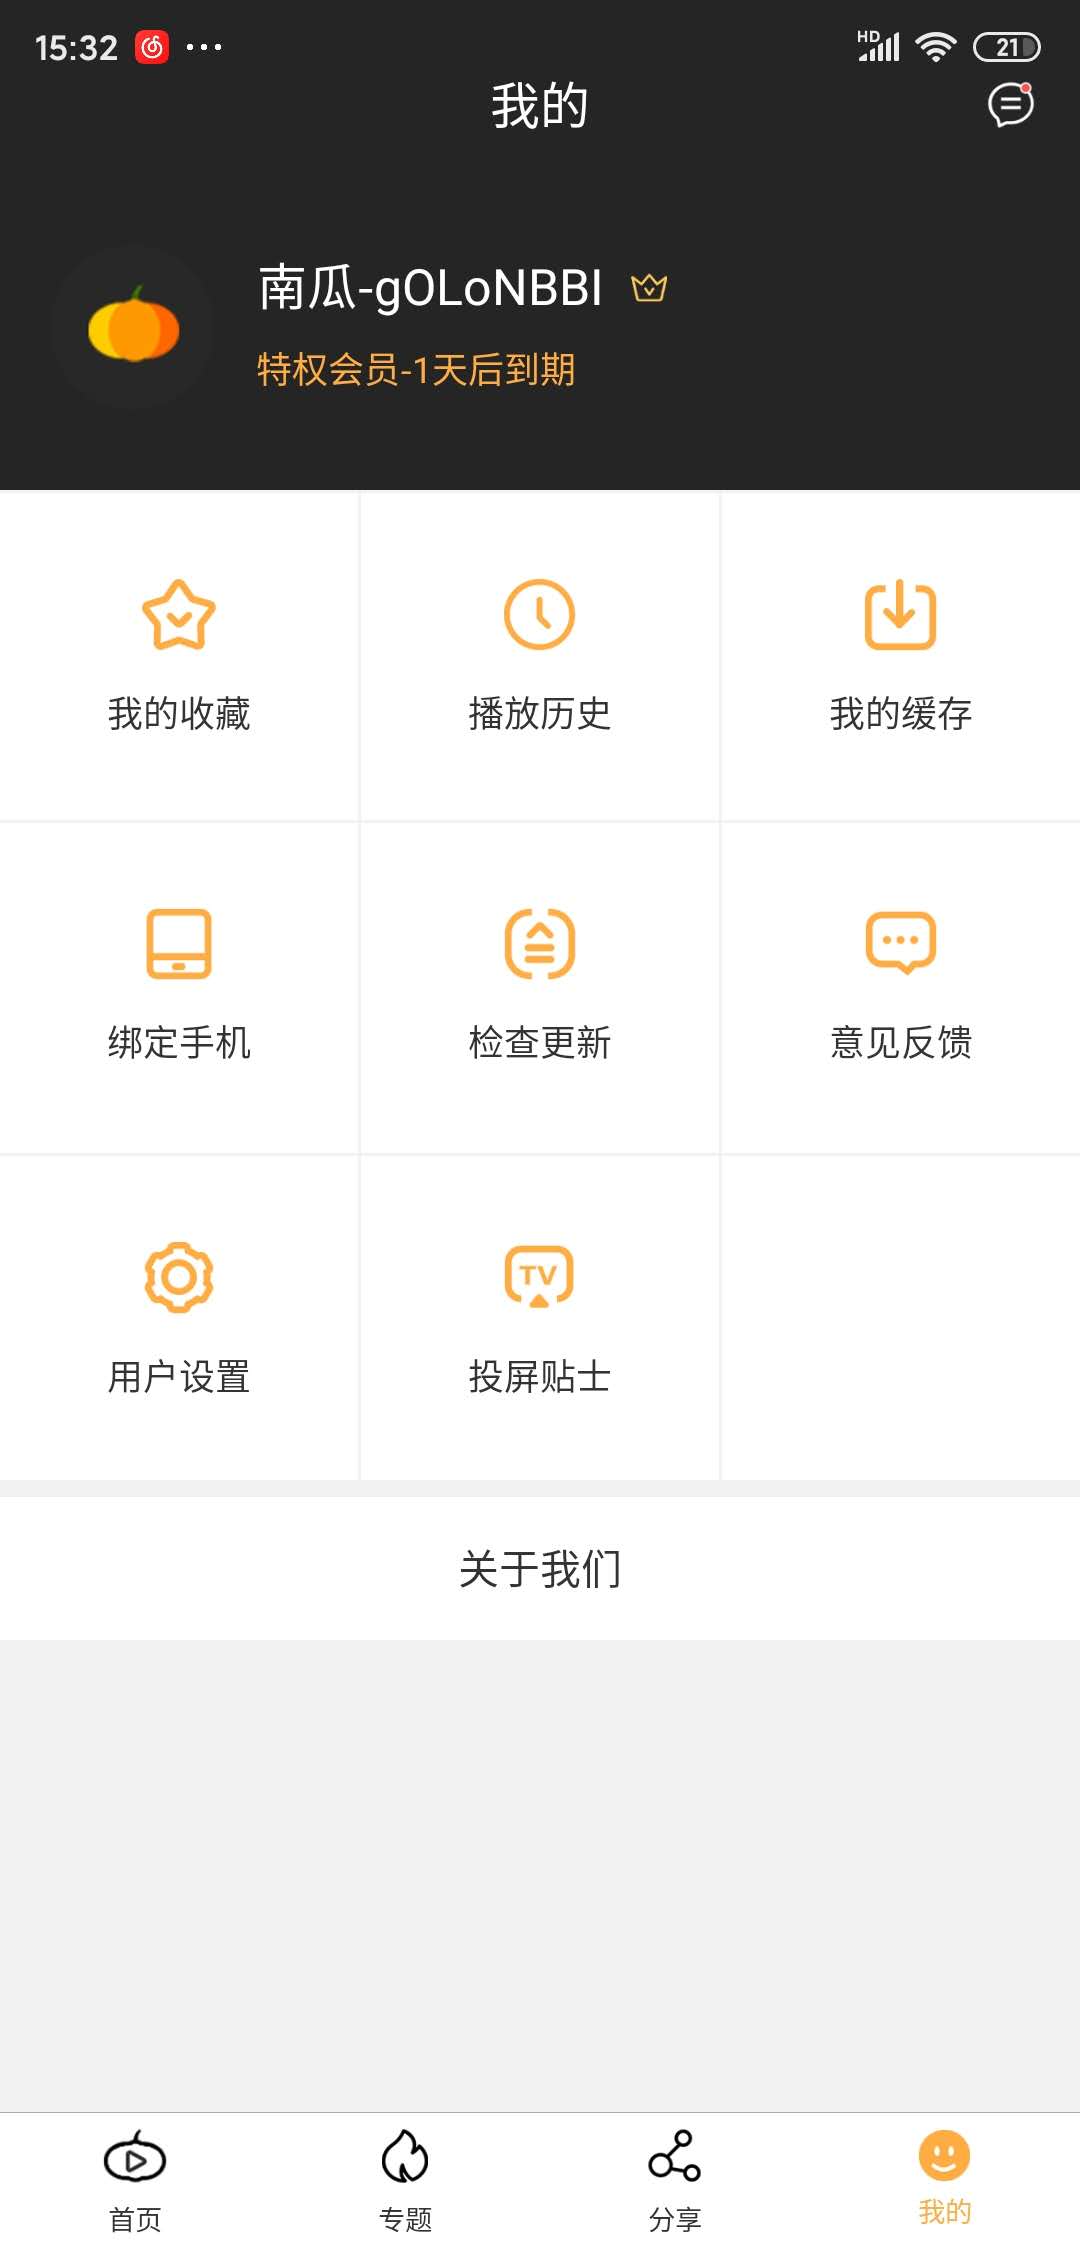 15:32
HD
21
我的
南瓜-gOLoNBBI
特权会员-1天后到期
我的收藏
播放历史
我的缓存
绑定手机
检查更新
意见反馈
TV
用户设置
投屏贴士
关于我们
首页
专题
分享
我的